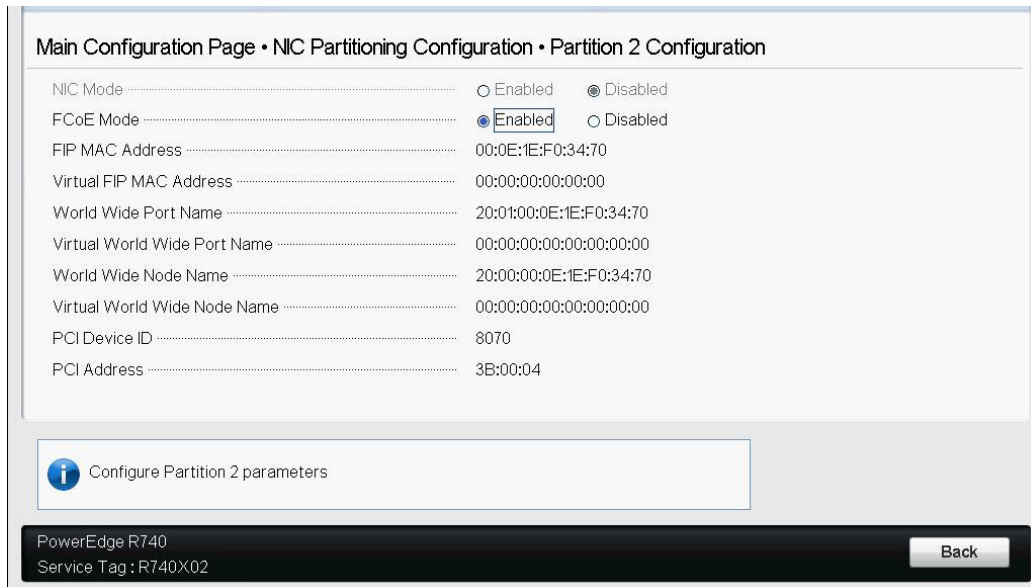 Main Configuration Page • NIC Partitioning Configuration • Partition 2 Configuration
NIC Mode Enabled Disabled
FCoE Mode Enabled Disabled
FIP MAC Address 00:0E:1E:F0:34:70
Virtual FIP MAC Address 00:00:00:00:00:00
World Wide Port Name 20:01:00:0E:1E:F0:34:70
Virtual World Wide Port Name 00:00:00:00:00:00:00:00
World Wide Node Name 20:00:00:0E:1E:F0:34:70
Virtual World Wide Node Name 00:00:00:00:00:00:00:00
PCI Device ID 8070
PCI Address 3B:00:04
Configure Partition 2 parameters
PowerEdge R740
Service Tag : R740X02
Back